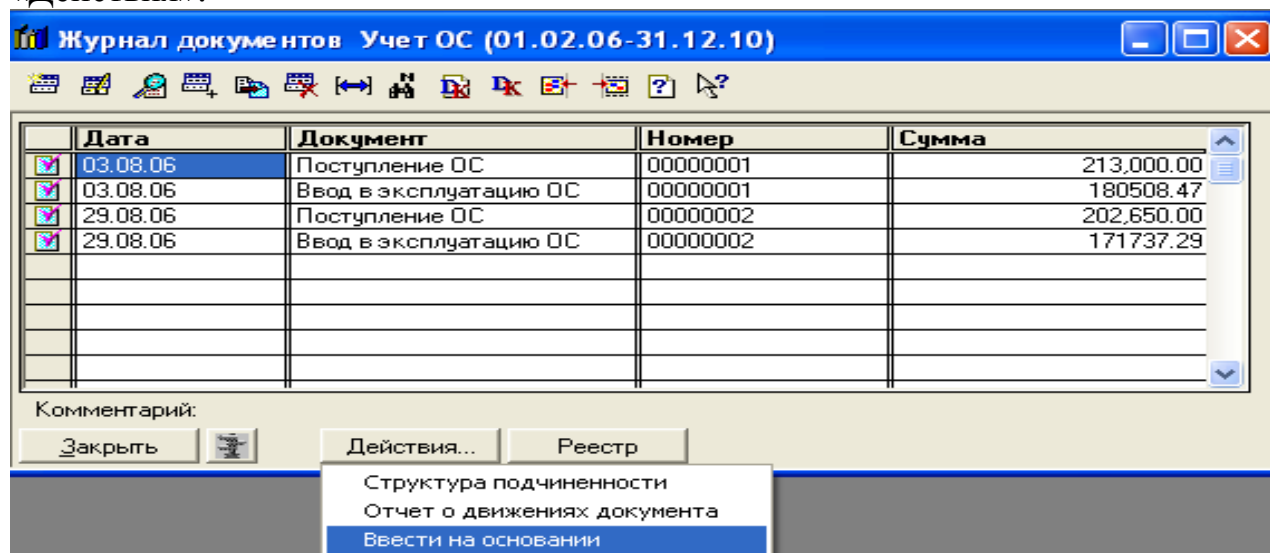 «Действия».
Журнал документов Учет ОС (01.02.06-31.12.10)
Дата Документ Номер Сумма
03.08.06 Поступление ОС 00000001 213,000.00
03.08.06 Ввод в эксплуатацию ОС 00000001 180508.47
29.08.06 Поступление ОС 00000002 202,650.00
29.08.06 Ввод в эксплуатацию ОС 00000002 171737.29
Комментарий:
Закрыть Действия... Реестр
Структура подчиненности
Отчет о движениях документа
Ввести на основании